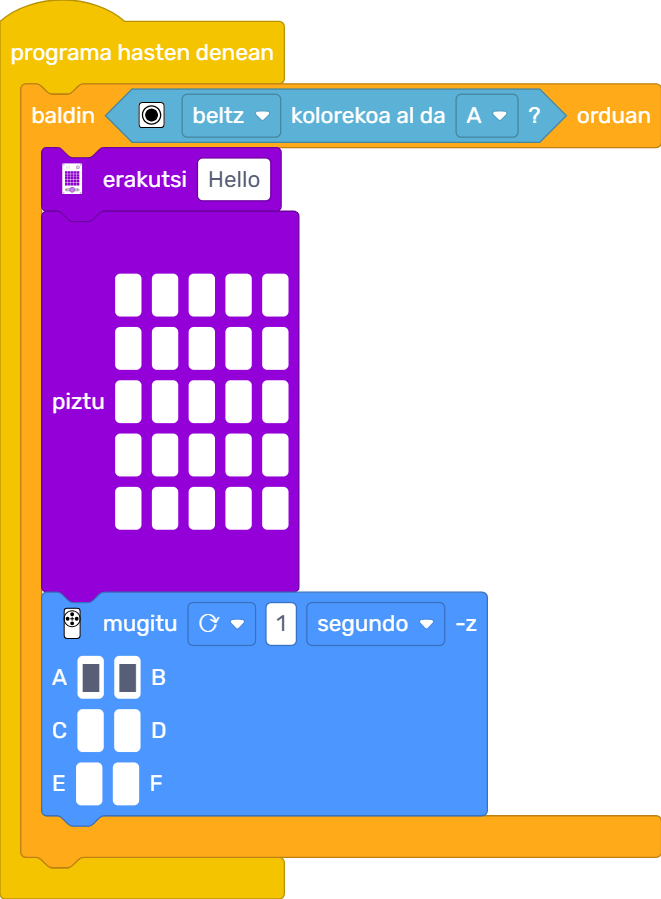 programa hasten denean
baldin beltz kolorekoa al da A ? orduan
erakutsi Hello
piztu
mugitu 1 segundo -z
A B
C D
E F